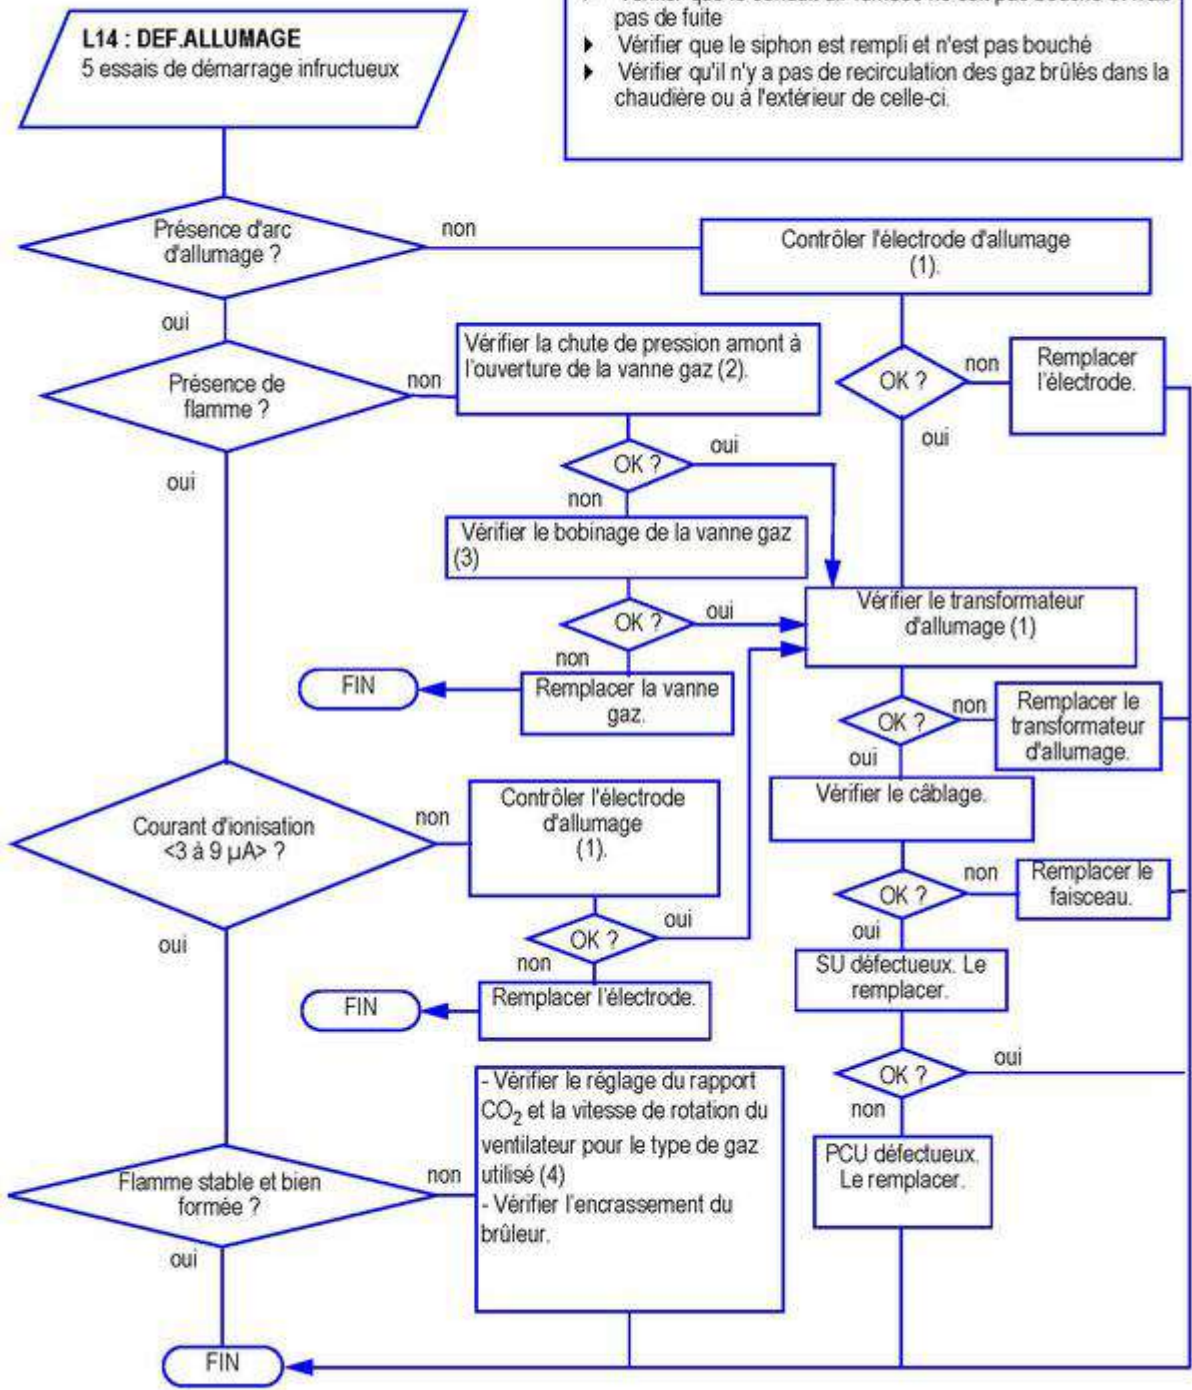 pas de fuite
▶ Vérifier que le siphon est rempli et n'est pas bouché
▶ Vérifier qu'il n'y a pas de recirculation des gaz brûlés dans la
chaudière ou à l'extérieur de celle-ci.
L14 : DEF.ALLUMAGE
5 essais de démarrage infructueux
Présence d'arc
d'allumage ?
non
Contrôler l'électrode d'allumage
(1).
oui
Présence de
flamme ?
non
Vérifier la chute de pression amont à
l'ouverture de la vanne gaz (2).
OK ?
non
Remplacer
l'électrode.
oui
oui
OK ?
oui
non
Vérifier le bobinage de la vanne gaz
(3)
OK ?
oui
Vérifier le transformateur
d'allumage (1)
non
Remplacer la vanne
gaz.
FIN
OK ?
non
Remplacer le
transformateur
d'allumage.
oui
Vérifier le câblage.
Courant d'ionisation
<3 à 9 µA> ?
non
Contrôler l'électrode
d'allumage
(1).
OK ?
non
Remplacer le
faisceau.
oui
oui
OK ?
oui
non
Remplacer l'électrode.
FIN
SU défectueux. Le
remplacer.
OK ?
oui
non
PCU défectueux.
Le remplacer.
Flamme stable et bien
formée ?
non
- Vérifier le réglage du rapport
CO2 et la vitesse de rotation du
ventilateur pour le type de gaz
utilisé (4)
- Vérifier l'encrassement du
brûleur.
oui
FIN